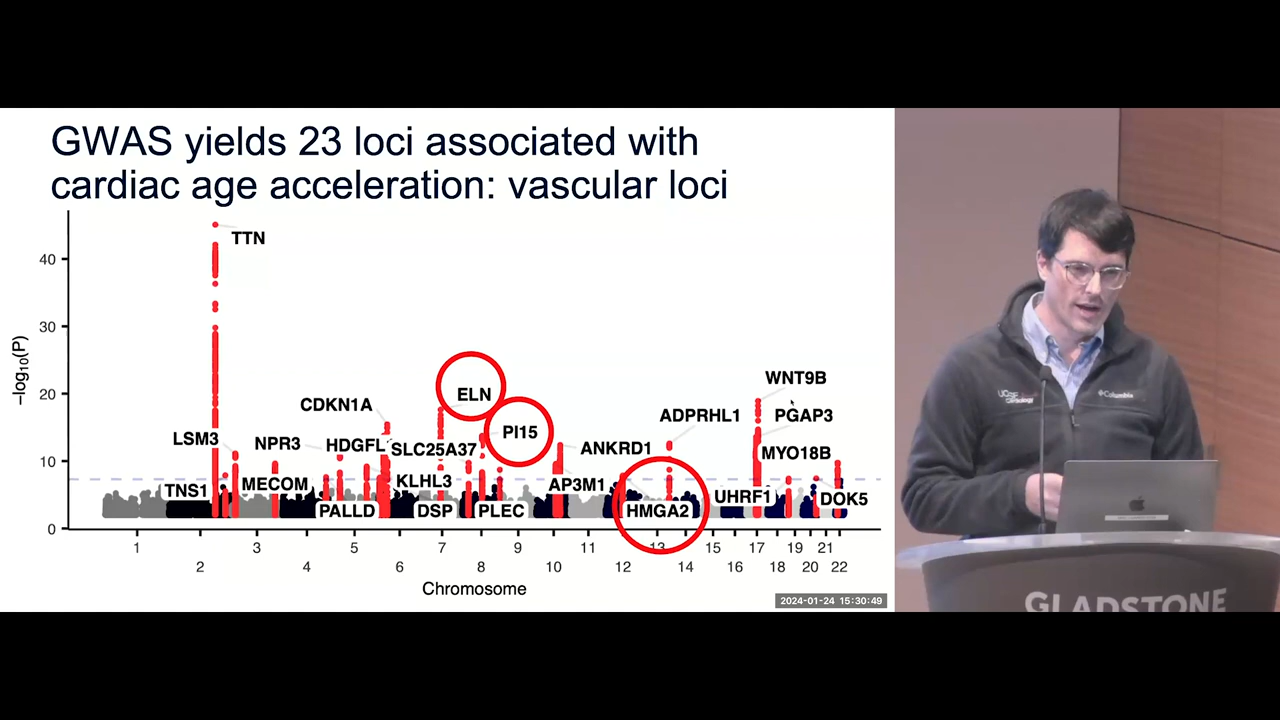 GWAS yields 23 loci associated with
cardiac age acceleration: vascular loci
40
30
20
10
0
−log10(P)
TTN
ELN
WNT9B
CDKN1A
PI15
ADPRHL1
PGAP3
LSM3
NPR3
HDGFL
SLC25A37
ANKRD1
MYO18B
TNS1
MECOM
KLHL3
AP3M1
UHRF1
DOK5
PALLD
DSP
PLEC
HMGA2
1 3 5 7 9 11 13 15 17 19 21
2 4 6 8 10 12 14 16 18 20 22
Chromosome
2024-01-24 15:30:49
UCSF
Cardiology
Columbia
GLADSTONE